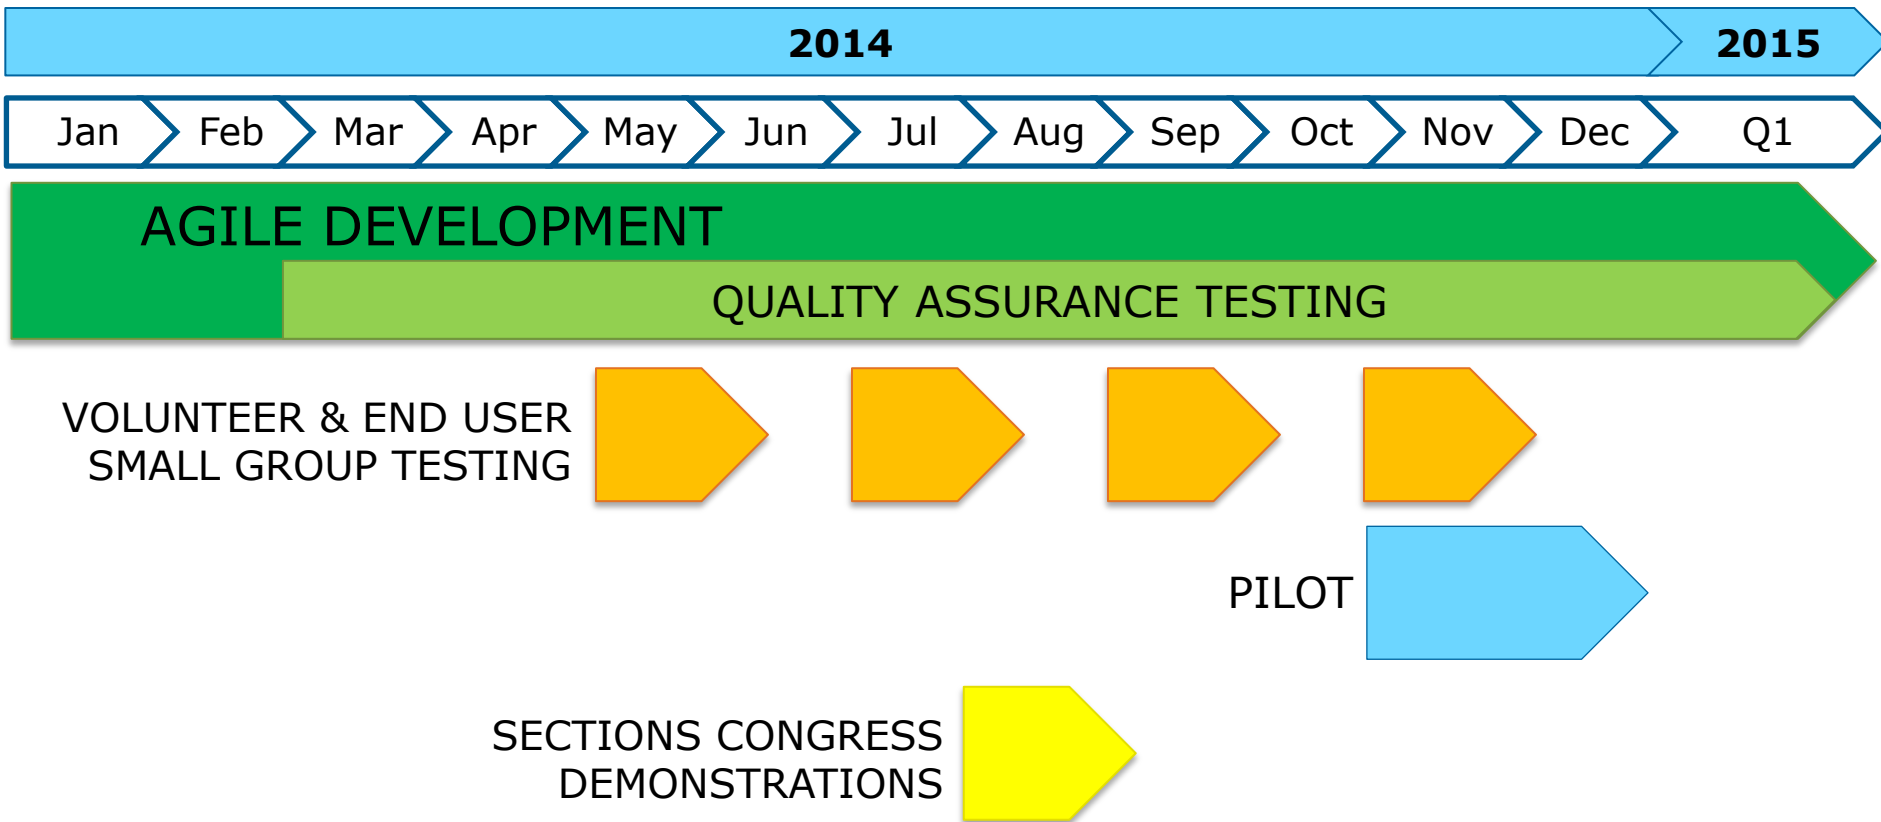 2014
2015
Jan
Feb
Mar
Apr
May
Jun
Jul
Aug
Sep
Oct
Nov
Dec
Q1
AGILE DEVELOPMENT
QUALITY ASSURANCE TESTING
VOLUNTEER & END USER
SMALL GROUP TESTING
PILOT
SECTIONS CONGRESS
DEMONSTRATIONS